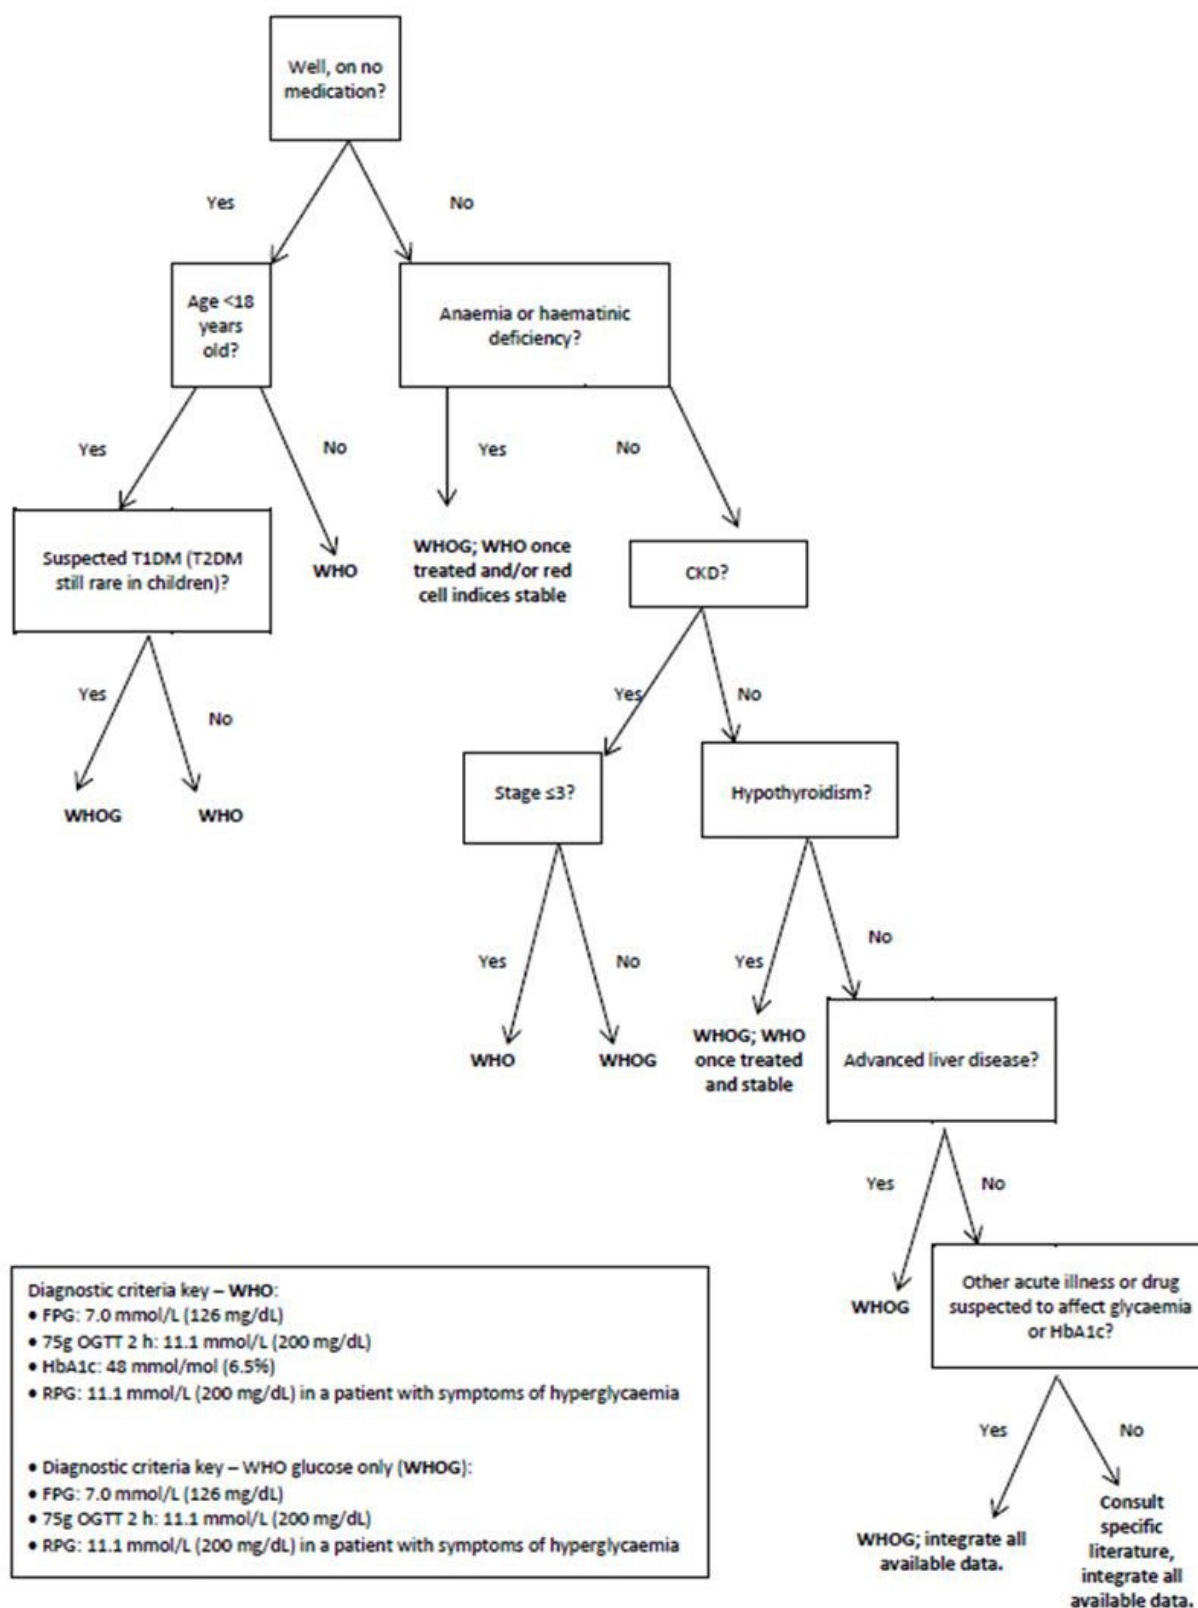 Well, on no
medication?
Yes
No
Age <18
years
old?
Anaemia or haematinic
deficiency?
Yes
No
Yes
No
Suspected T1DM (T2DM
still rare in children)?
WHO
WHOG; WHO once
treated and/or red
cell indices stable
CKD?
Yes
No
Yes
No
WHOG
WHO
Stage ≤3?
Hypothyroidism?
Yes
No
Yes
No
WHO
WHOG
WHOG; WHO
once treated
and stable
Advanced liver disease?
Yes
No
WHOG
Other acute illness or drug
suspected to affect glycaemia
or HbA1c?
Yes
No
WHOG; integrate all
available data.
Consult
specific
literature,
integrate all
available data.
Diagnostic criteria key – WHO:
• FPG: 7.0 mmol/L (126 mg/dL)
• 75g OGTT 2 h: 11.1 mmol/L (200 mg/dL)
• HbA1c: 48 mmol/mol (6.5%)
• RPG: 11.1 mmol/L (200 mg/dL) in a patient with symptoms of hyperglycaemia
• Diagnostic criteria key – WHO glucose only (WHOG):
• FPG: 7.0 mmol/L (126 mg/dL)
• 75g OGTT 2 h: 11.1 mmol/L (200 mg/dL)
• RPG: 11.1 mmol/L (200 mg/dL) in a patient with symptoms of hyperglycaemia